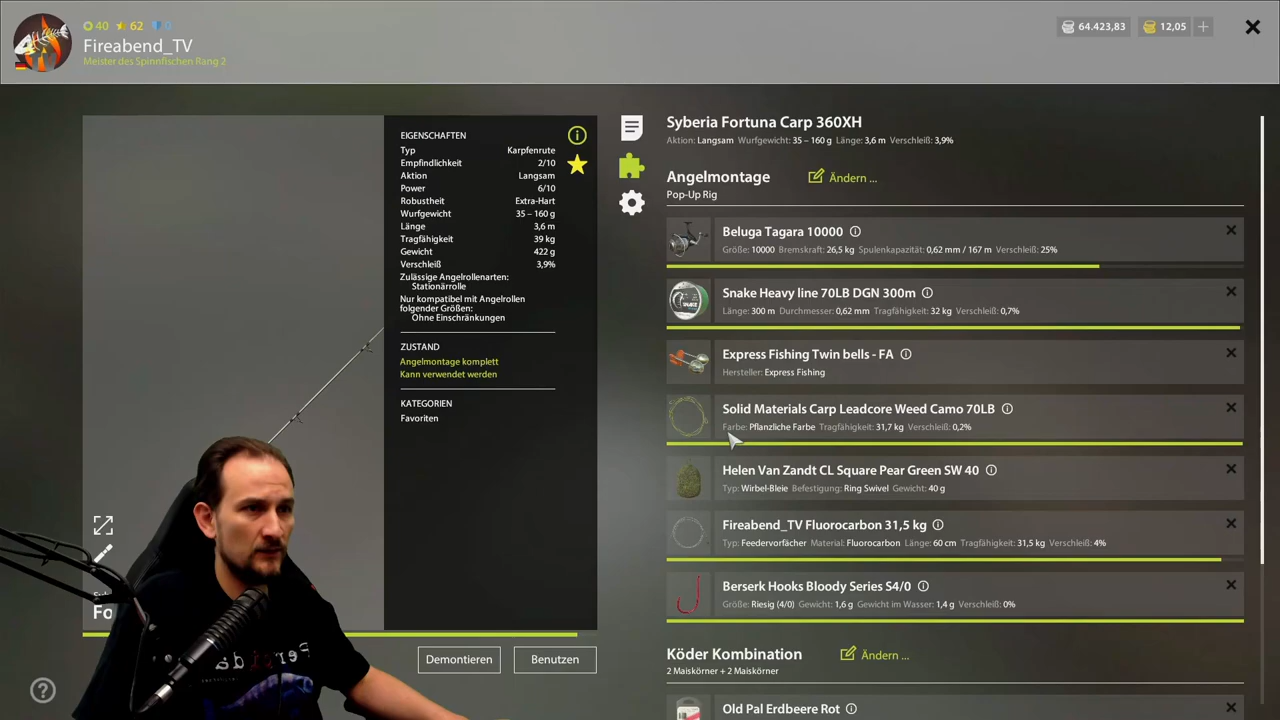 40 62 0
Fireabend_TV
Meister des Spinnfischen Rang 2
64.423,83
12,05
EIGENSCHAFTEN
Typ Karpfenrute
Empfindlichkeit 2/10
Aktion Langsam
Power 6/10
Robustheit Extra-Hart
Wurfgewicht 35 – 160 g
Länge 3,6 m
Tragfähigkeit 39 kg
Gewicht 422 g
Verschleiß 3,9%
Zulässige Angelrollenarten:
Stationärrolle
Nur kompatibel mit Angelrollen
folgender Größen:
Ohne Einschränkungen
ZUSTAND
Angelmontage komplett
Kann verwendet werden
KATEGORIEN
Favoriten
Fo
Demontieren
Benutzen
?
Syberia Fortuna Carp 360XH
Aktion: Langsam Wurfgewicht: 35 – 160 g Länge: 3,6 m Verschleiß: 3,9%
Angelmontage
Ändern ...
Pop-Up Rig
Beluga Tagara 10000
Größe: 10000 Bremskraft: 26,5 kg Spulenkapazität: 0,62 mm / 167 m Verschleiß: 25%
Snake Heavy line 70LB DGN 300m
Länge: 300 m Durchmesser: 0,62 mm Tragfähigkeit: 32 kg Verschleiß: 0,7%
Express Fishing Twin bells - FA
Hersteller: Express Fishing
Solid Materials Carp Leadcore Weed Camo 70LB
Farbe: Pflanzliche Farbe Tragfähigkeit: 31,7 kg Verschleiß: 0,2%
Helen Van Zandt CL Square Pear Green SW 40
Typ: Wirbel-Bleie Befestigung: Ring Swivel Gewicht: 40 g
Fireabend_TV Fluorocarbon 31,5 kg
Typ: Feedervorfächer Material: Fluorocarbon Länge: 60 cm Tragfähigkeit: 31,5 kg Verschleiß: 4%
Berserk Hooks Bloody Series S4/0
Größe: Riesig (4/0) Gewicht: 1,6 g Gewicht im Wasser: 1,4 g Verschleiß: 0%
Köder Kombination
Ändern ...
2 Maiskörner + 2 Maiskörner
Old Pal Erdbeere Rot